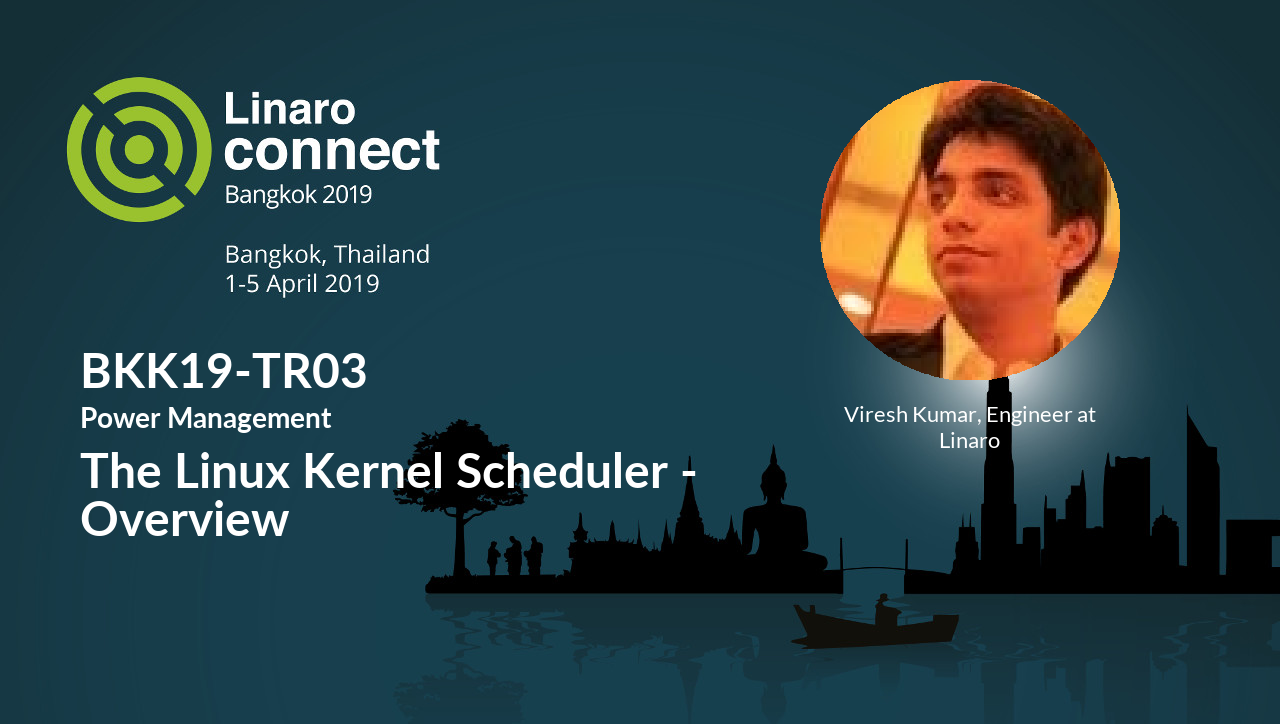 Linaro
connect
Bangkok 2019
Bangkok, Thailand
1-5 April 2019
BKK19-TR03
Power Management
The Linux Kernel Scheduler -
Overview
Viresh Kumar, Engineer at
Linaro